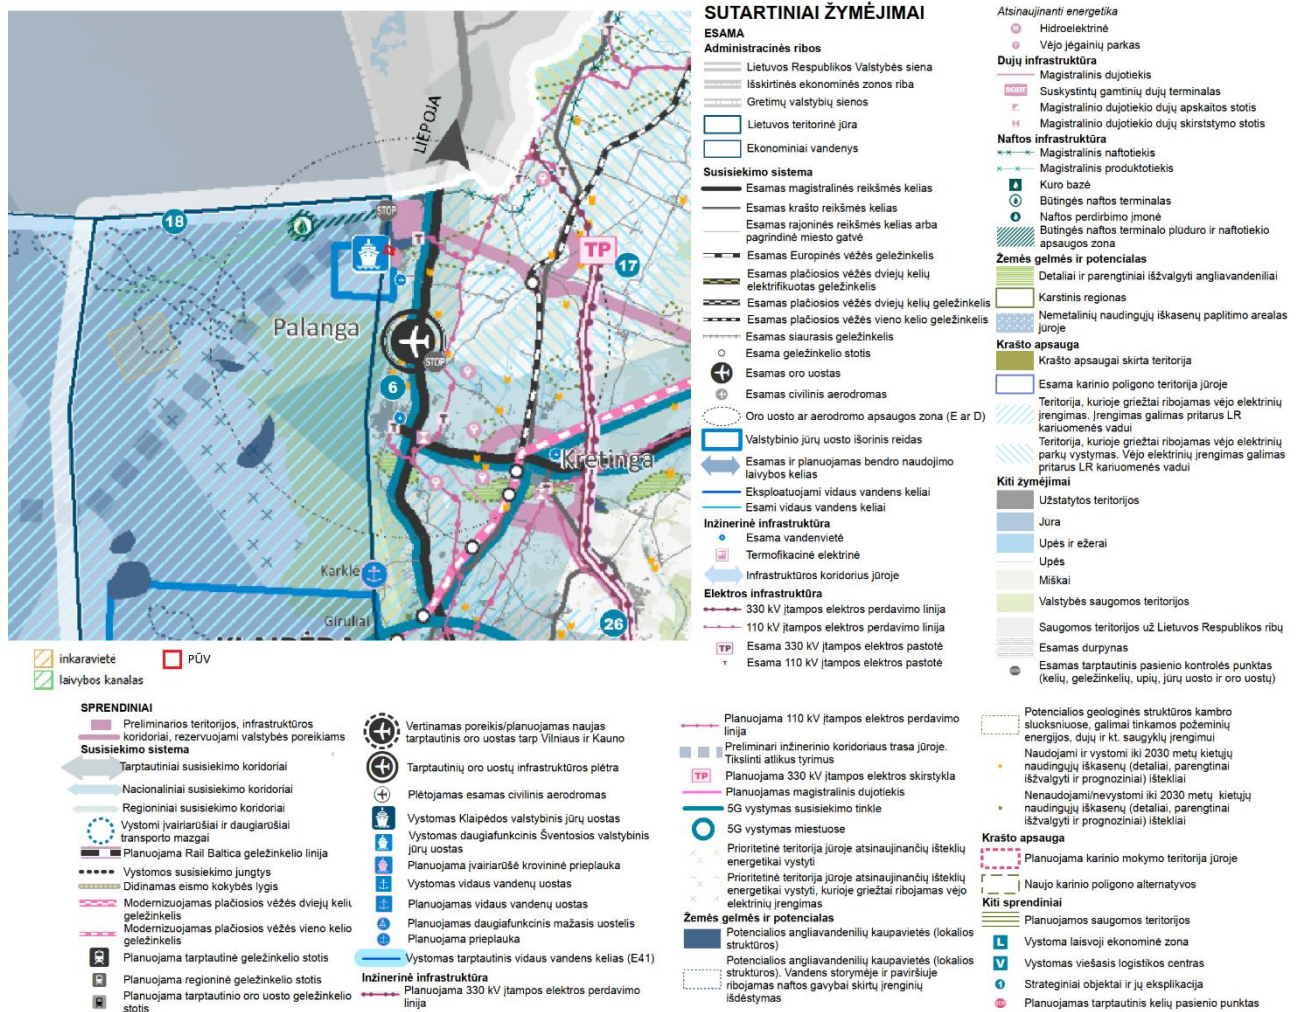 LIEPOJA
18
STOP
TP
17
Palanga
STOP
6
Kretinga
Karklė
Giruliai
26
inkaravietė
PŪV
laivybos kanalas
SUTARTINIAI ŽYMĖJIMAI
ESAMA
Administracinės ribos
Lietuvos Respublikos Valstybės siena
Išskirtinės ekonominės zonos riba
Gretimų valstybių sienos
Lietuvos teritorinė jūra
Ekonominiai vandenys
Susisiekimo sistema
Esamas magistralinės reikšmės kelias
Esamas krašto reikšmės kelias
Esamas rajoninės reikšmės kelias arba
pagrindinė miesto gatvė
Esamas Europinės vėžės geležinkelis
Esamas plačiosios vėžės dviejų kelių
elektrifikuotas geležinkelis
Esamas plačiosios vėžės dviejų kelių geležinkelis
Esamas plačiosios vėžės vieno kelio geležinkelis
Esamas siaurasis geležinkelis
Esama geležinkelio stotis
Esamas oro uostas
Esamas civilinis aerodromas
Oro uosto ar aerodromo apsaugos zona (E ar D)
Valstybinio jūrų uosto išorinis reidas
Esamas ir planuojamas bendro naudojimo
laivybos kelias
Eksploatuojami vidaus vandens keliai
Esami vidaus vandens keliai
Inžinerinė infrastruktūra
Esama vandenvietė
Termofikacinė elektrinė
Infrastruktūros koridorius jūroje
Elektros infrastruktūra
330 kV įtampos elektros perdavimo linija
110 kV įtampos elektros perdavimo linija
TP Esama 330 kV įtampos elektros pastotė
T Esama 110 kV įtampos elektros pastotė
Atsinaujinanti energetika
Hidroelektrinė
Vėjo jėgainių parkas
Dujų infrastruktūra
Magistralinis dujotiekis
SGDT Suskystintų gamtinių dujų terminalas
Magistralinio dujotiekio dujų apskaitos stotis
Magistralinio dujotiekio dujų skirstymo stotis
Naftos infrastruktūra
Magistralinis naftotiekis
Magistralinis produktotiekis
Kuro bazė
Būtingės naftos terminalas
Naftos perdirbimo įmonė
Būtingės naftos terminalo plūduro ir naftotiekio
apsaugos zona
Žemės gelmės ir potencialas
Detaliai ir parengtiniai išžvalgyti angliavandeniliai
Karstinis regionas
Nemetalinių naudingųjų iškasenų paplitimo arealas
jūroje
Krašto apsauga
Krašto apsaugai skirta teritorija
Esama karinio poligono teritorija jūroje
Teritorija, kurioje griežtai ribojamas vėjo elektrinių
įrengimas. Įrengimas galimas pritarus LR
kariuomenės vadui
Teritorija, kurioje griežtai ribojamas vėjo elektrinių
parkų vystymas. Vėjo elektrinių įrengimas galimas
pritarus LR kariuomenės vadui
Kiti žymėjimai
Užstatytos teritorijos
Jūra
Upės ir ežerai
Upės
Miškai
Valstybės saugomos teritorijos
Saugomos teritorijos už Lietuvos Respublikos ribų
Esamas durpynas
Esamas tarptautinis pasienio kontrolės punktas
(kelių, geležinkelių, upių, jūrų uosto ir oro uostų)
SPRENDINIAI
Preliminarios teritorijos, infrastruktūros
koridoriai, rezervuojami valstybės poreikiams
Susisiekimo sistema
Tarptautiniai susisiekimo koridoriai
Nacionaliniai susisiekimo koridoriai
Regioniniai susisiekimo koridoriai
Vystomi įvairiarūšiai ir daugiarūšiai
transporto mazgai
Planuojama Rail Baltica geležinkelio linija
Vystomos susisiekimo jungtys
Didinamas eismo kokybės lygis
Modernizuojamas plačiosios vėžės dviejų kelių
geležinkelis
Modernizuojamas plačiosios vėžės vieno kelio
geležinkelis
Planuojama tarptautinė geležinkelio stotis
Planuojama regioninė geležinkelio stotis
Planuojama tarptautinio oro uosto geležinkelio
stotis
Vertinamas poreikis/planuojamas naujas
tarptautinis oro uostas tarp Vilniaus ir Kauno
Tarptautinių oro uostų infrastruktūros plėtra
Plėtojamas esamas civilinis aerodromas
Vystomas Klaipėdos valstybinis jūrų uostas
Vystomas daugiafunkcinis Šventosios valstybinis
jūrų uostas
Planuojama įvairiarūšė krovininė prieplauka
Vystomas vidaus vandenų uostas
Planuojamas vidaus vandenų uostas
Planuojamas daugiafunkcinis mažasis uostelis
Planuojama prieplauka
Vystomas tarptautinis vidaus vandens kelias (E41)
Inžinerinė infrastruktūra
Planuojama 330 kV įtampos elektros perdavimo
linija
Planuojama 110 kV įtampos elektros perdavimo
linija
Preliminari inžinerinio koridoriaus trasa jūroje.
Tikslinti atlikus tyrimus
TP Planuojama 330 kV įtampos elektros skirstykla
Planuojamas magistralinis dujotiekis
5G vystymas susisiekimo tinkle
5G vystymas miestuose
Prioritetinė teritorija jūroje atsinaujinančių išteklių
energetikai vystyti
Prioritetinė teritorija jūroje atsinaujinančių išteklių
energetikai vystyti, kurioje griežtai ribojamas vėjo
elektrinių įrengimas
Žemės gelmės ir potencialas
Potencialios angliavandenilių kaupavietės (lokalios
struktūros)
Potencialios angliavandenilių kaupavietės (lokalios
struktūros). Vandens storymėje ir paviršiuje
ribojamas naftos gavybai skirtų įrenginių
išdėstymas
Potencialios geologinės struktūros kambro
sluoksniuose, galimai tinkamos požeminių
energijos, dujų ir kt. saugyklų įrengimui
Naudojami ir vystomi iki 2030 metų kietųjų
naudingųjų iškasenų (detaliai, parengtinai
išžvalgyti ir prognoziniai) ištekliai
Nenaudojami/nevystomi iki 2030 metų kietųjų
naudingųjų iškasenų (detaliai, parengtinai
išžvalgyti ir prognoziniai) ištekliai
Krašto apsauga
Planuojama karinio mokymo teritorija jūroje
Naujo karinio poligono alternatyvos
Kiti sprendiniai
Planuojamos saugomos teritorijos
L Vystoma laisvoji ekonominė zona
V Vystomas viešasis logistikos centras
1 Strateginiai objektai ir jų eksplikacija
Planuojamas tarptautinis kelių pasienio punktas